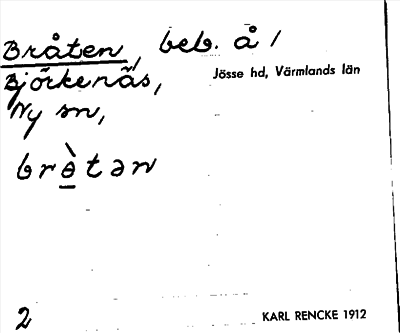 Bråten, beb. å /
Björkenäs,
Jösse hd, Värmlands län
Ny sn,
brə̀tən
2
KARL RENCKE 1912